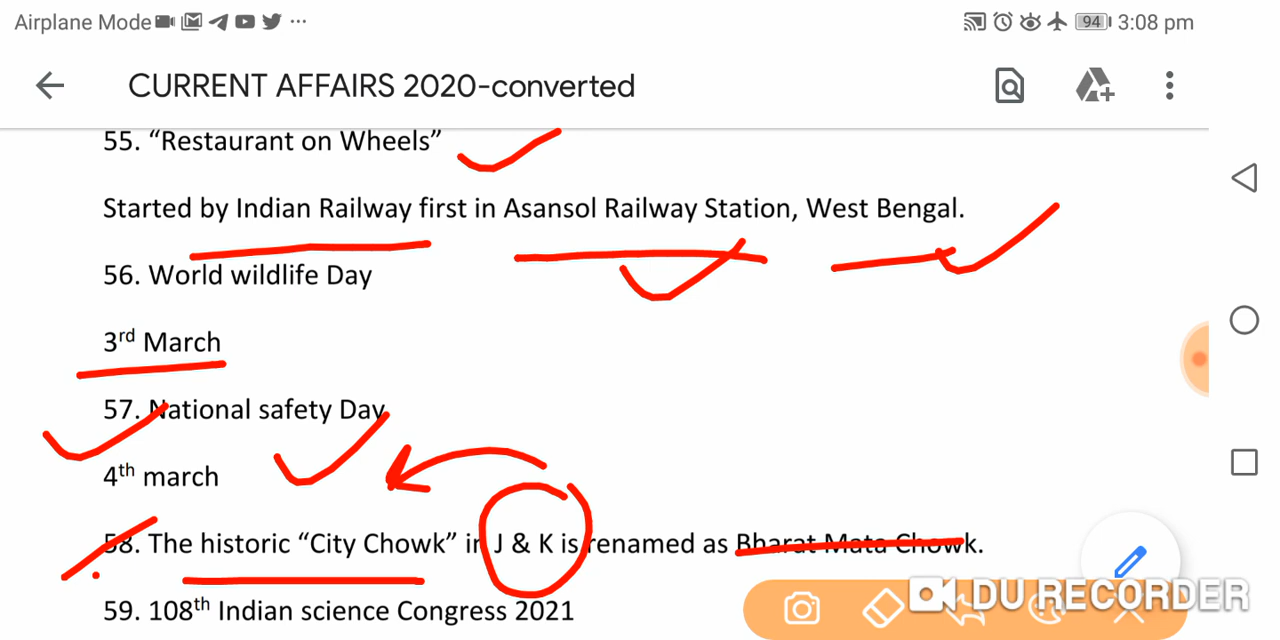 Airplane Mode ... 94 3:08 pm
CURRENT AFFAIRS 2020-converted
55. “Restaurant on Wheels”
Started by Indian Railway first in Asansol Railway Station, West Bengal.
56. World wildlife Day
3rd March
57. National safety Day
4th march
58. The historic “City Chowk” in J & K is renamed as Bharat Mata Chowk.
59. 108th Indian science Congress 2021
DU RECORDER